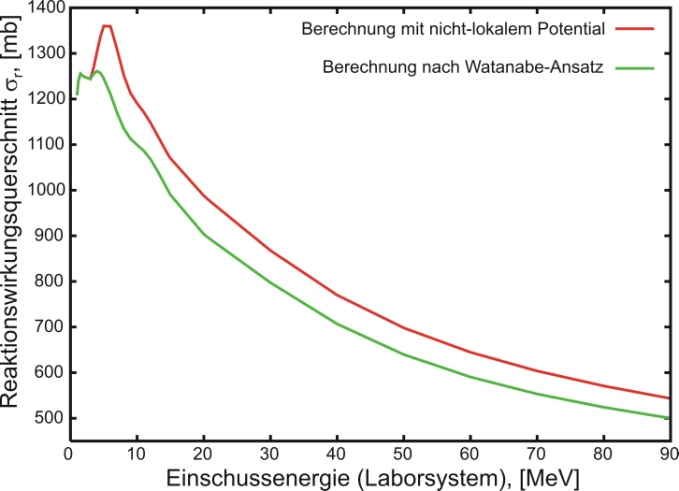 1400
1300
1200
1100
1000
900
800
700
600
500
Reaktionswirkungsquerschnitt σr, [mb]
Berechnung mit nicht-lokalem Potential
Berechnung nach Watanabe-Ansatz
0 10 20 30 40 50 60 70 80 90
Einschussenergie (Laborsystem), [MeV]